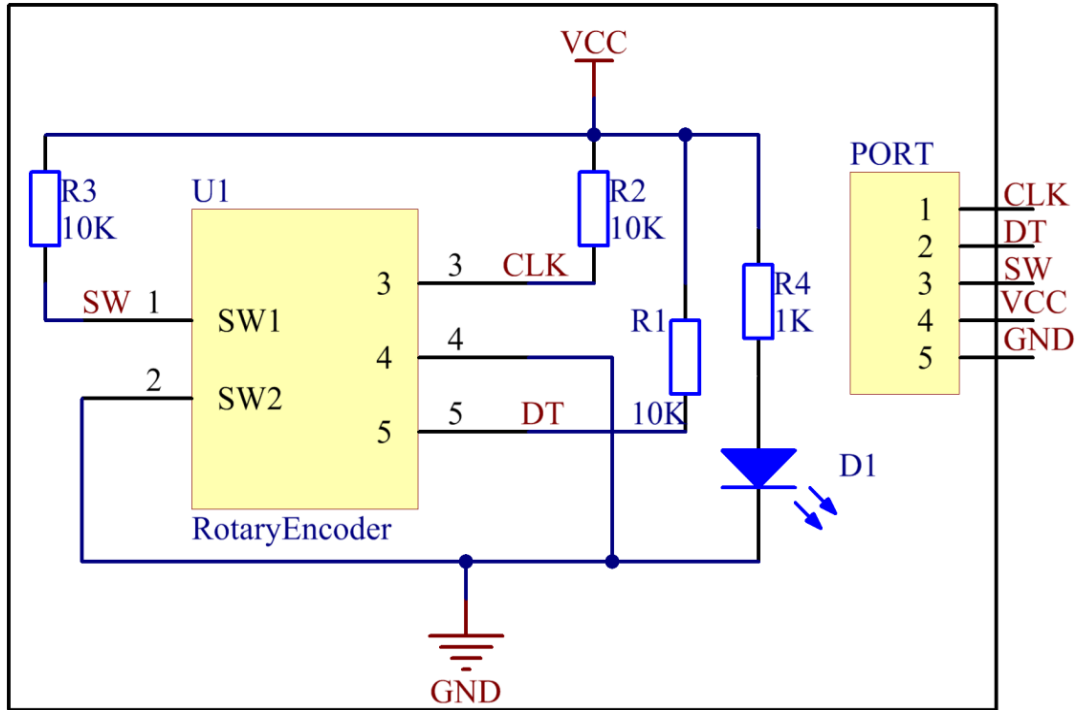 VCC
PORT
R3
10K
U1
R2
10K
1
CLK
2
DT
3
SW
4
VCC
5
GND
3
3
CLK
SW
1
SW1
R1
10K
R4
1K
4
4
2
SW2
5
5
DT
D1
RotaryEncoder
GND